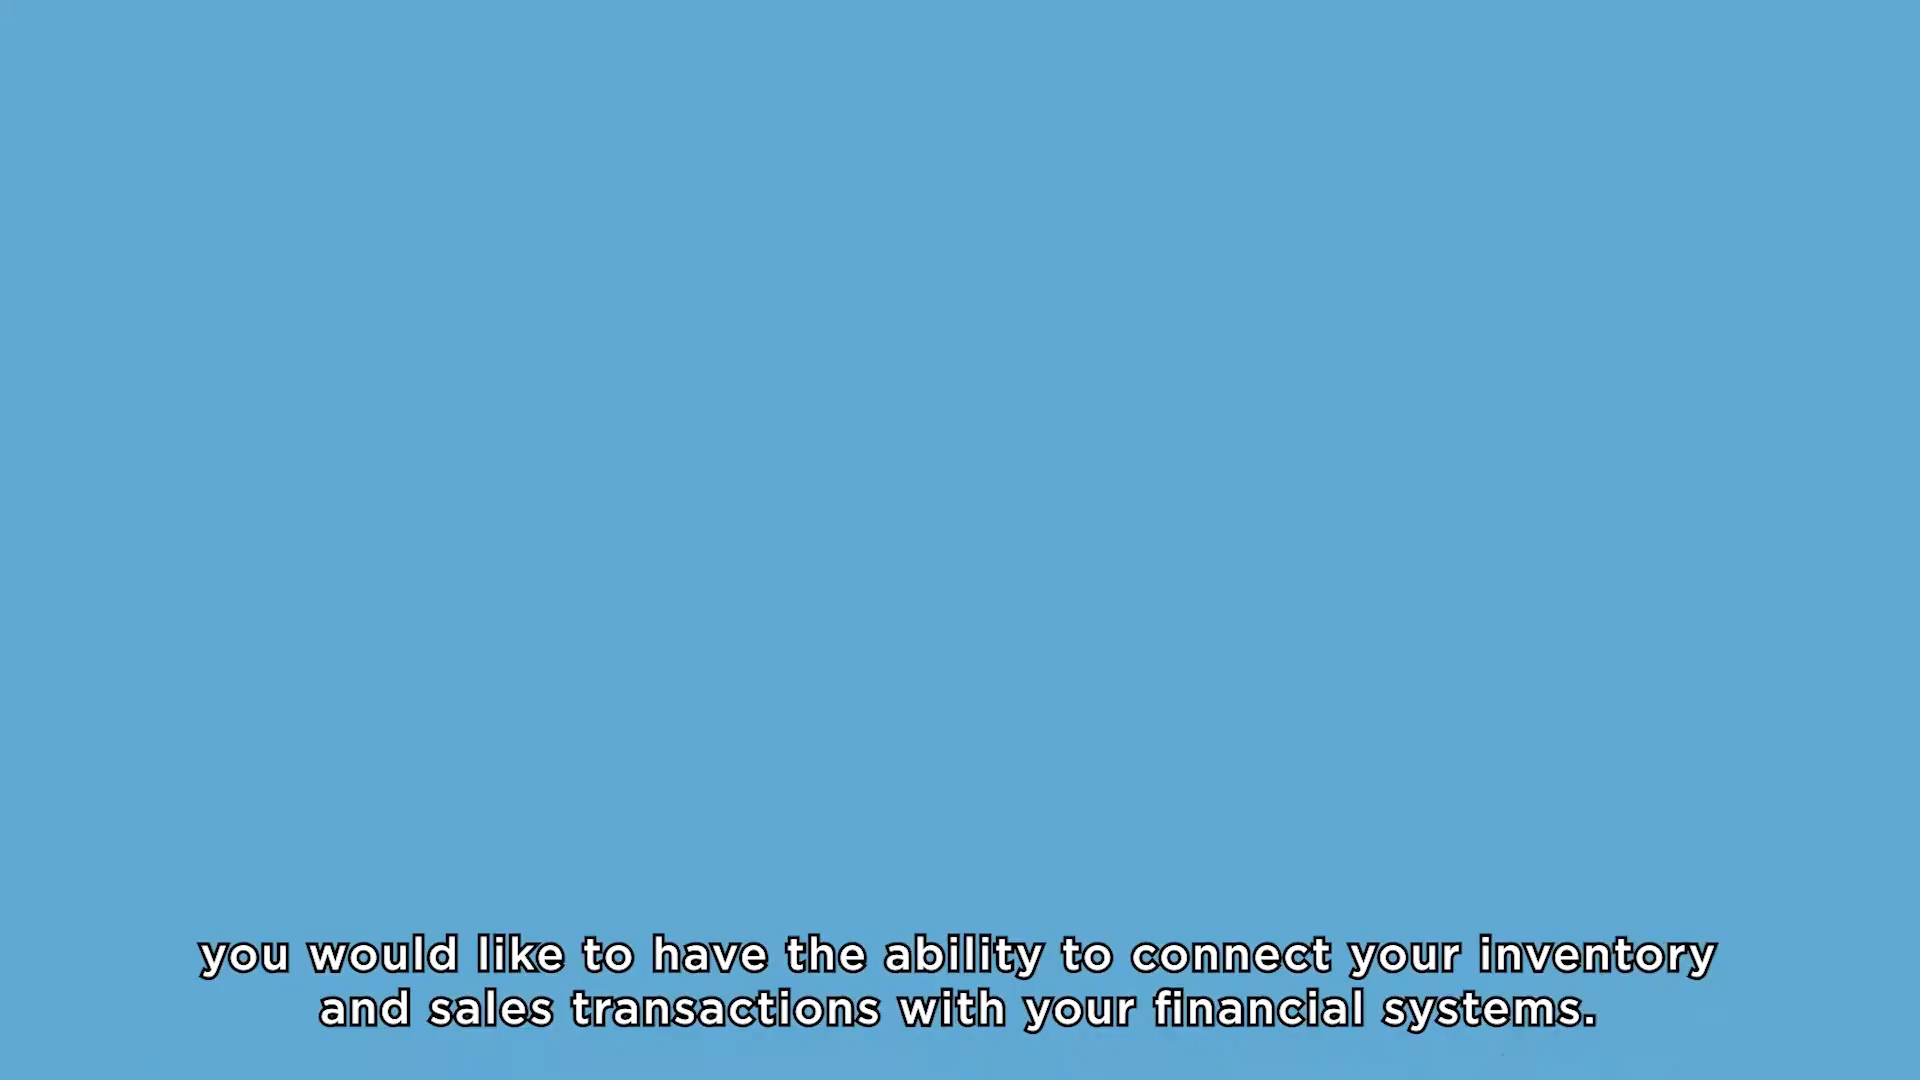 you would like to have the ability to connect your inventory
and sales transactions with your financial systems.